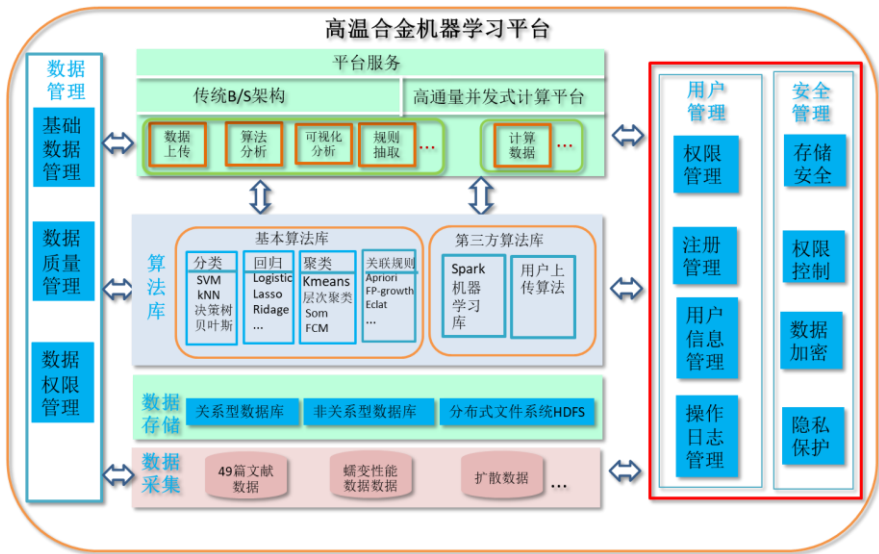 高温合金机器学习平台
数据
管理
基础
数据
管理
数据
质量
管理
数据
权限
管理
平台服务
传统B/S架构
高通量并发式计算平台
数据
上传
算法
分析
可视化
分析
规则
抽取
...
计算
数据
...
算
法
库
基本算法库
分类
SVM
kNN
决策树
贝叶斯
回归
Logistic
Lasso
Ridage
...
聚类
Kmeans
层次聚类
Som
FCM
关联规则
Apriori
FP-growth
Eclat
...
第三方算法库
Spark
机器
学习
库
用户上
传算法
数据
存储
关系型数据库
非关系型数据库
分布式文件系统HDFS
数据
采集
49篇文献
数据
蠕变性能
数据数据
扩散数据
...
用户
管理
权限
管理
注册
管理
用户
信息
管理
操作
日志
管理
安全
管理
存储
安全
权限
控制
数据
加密
隐私
保护